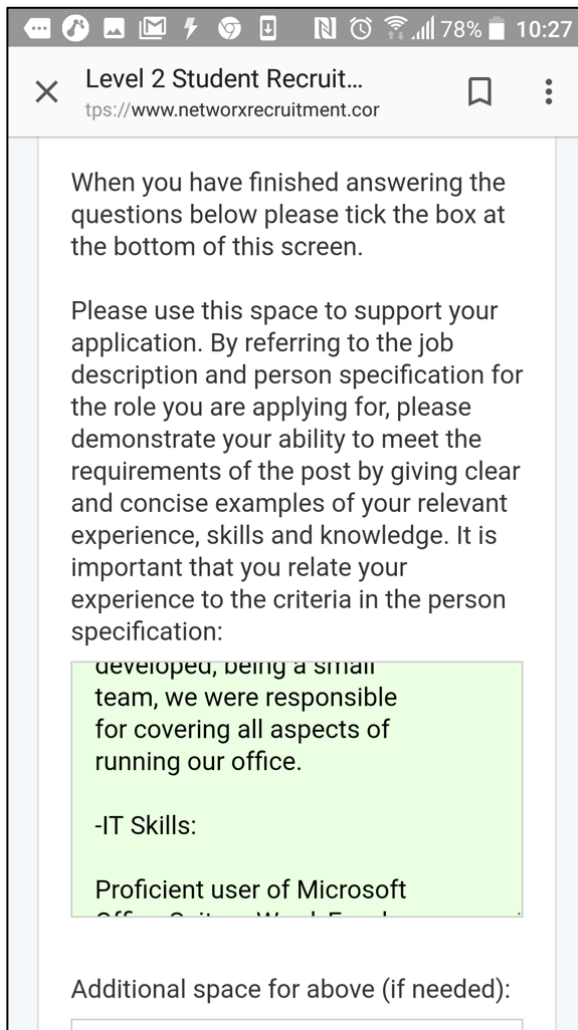 78% 10:27
Level 2 Student Recruit...
tps://www.networxrecruitment.cor
When you have finished answering the
questions below please tick the box at
the bottom of this screen.
Please use this space to support your
application. By referring to the job
description and person specification for
the role you are applying for, please
demonstrate your ability to meet the
requirements of the post by giving clear
and concise examples of your relevant
experience, skills and knowledge. It is
important that you relate your
experience to the criteria in the person
specification:
developed, being a small
team, we were responsible
for covering all aspects of
running our office.
-IT Skills:
Proficient user of Microsoft
Additional space for above (if needed):